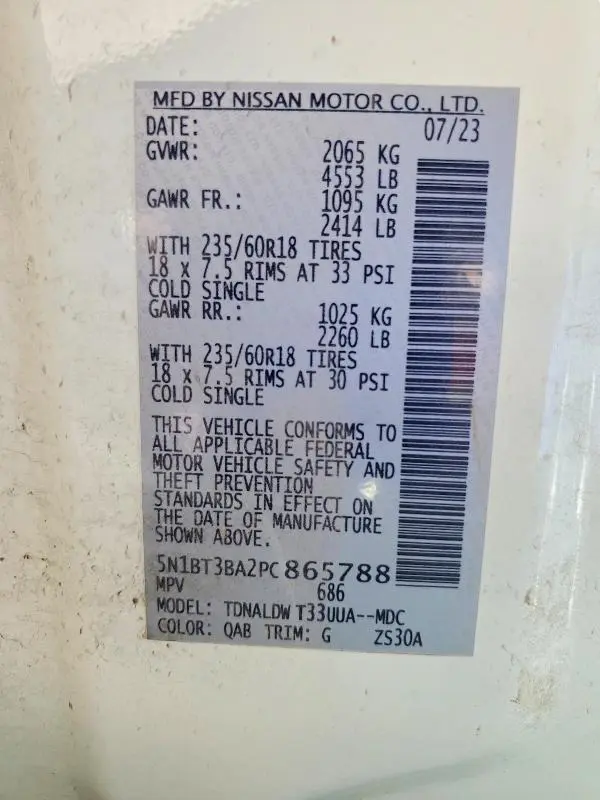 MFD BY NISSAN MOTOR CO., LTD.
DATE: 07/23
GVWR: 2065 KG
4553 LB
GAWR FR.: 1095 KG
2414 LB
WITH 235/60R18 TIRES
18 X 7.5 RIMS AT 33 PSI
COLD SINGLE
GAWR RR.: 1025 KG
2260 LB
WITH 235/60R18 TIRES
18 X 7.5 RIMS AT 30 PSI
COLD SINGLE
THIS VEHICLE CONFORMS TO
ALL APPLICABLE FEDERAL
MOTOR VEHICLE SAFETY AND
THEFT PREVENTION
STANDARDS IN EFFECT ON
THE DATE OF MANUFACTURE
SHOWN ABOVE.
5N1BT3BA2PC865788
MPV 686
MODEL: TDNALDW T33UUA--MDC
COLOR: QAB TRIM: G ZS30A